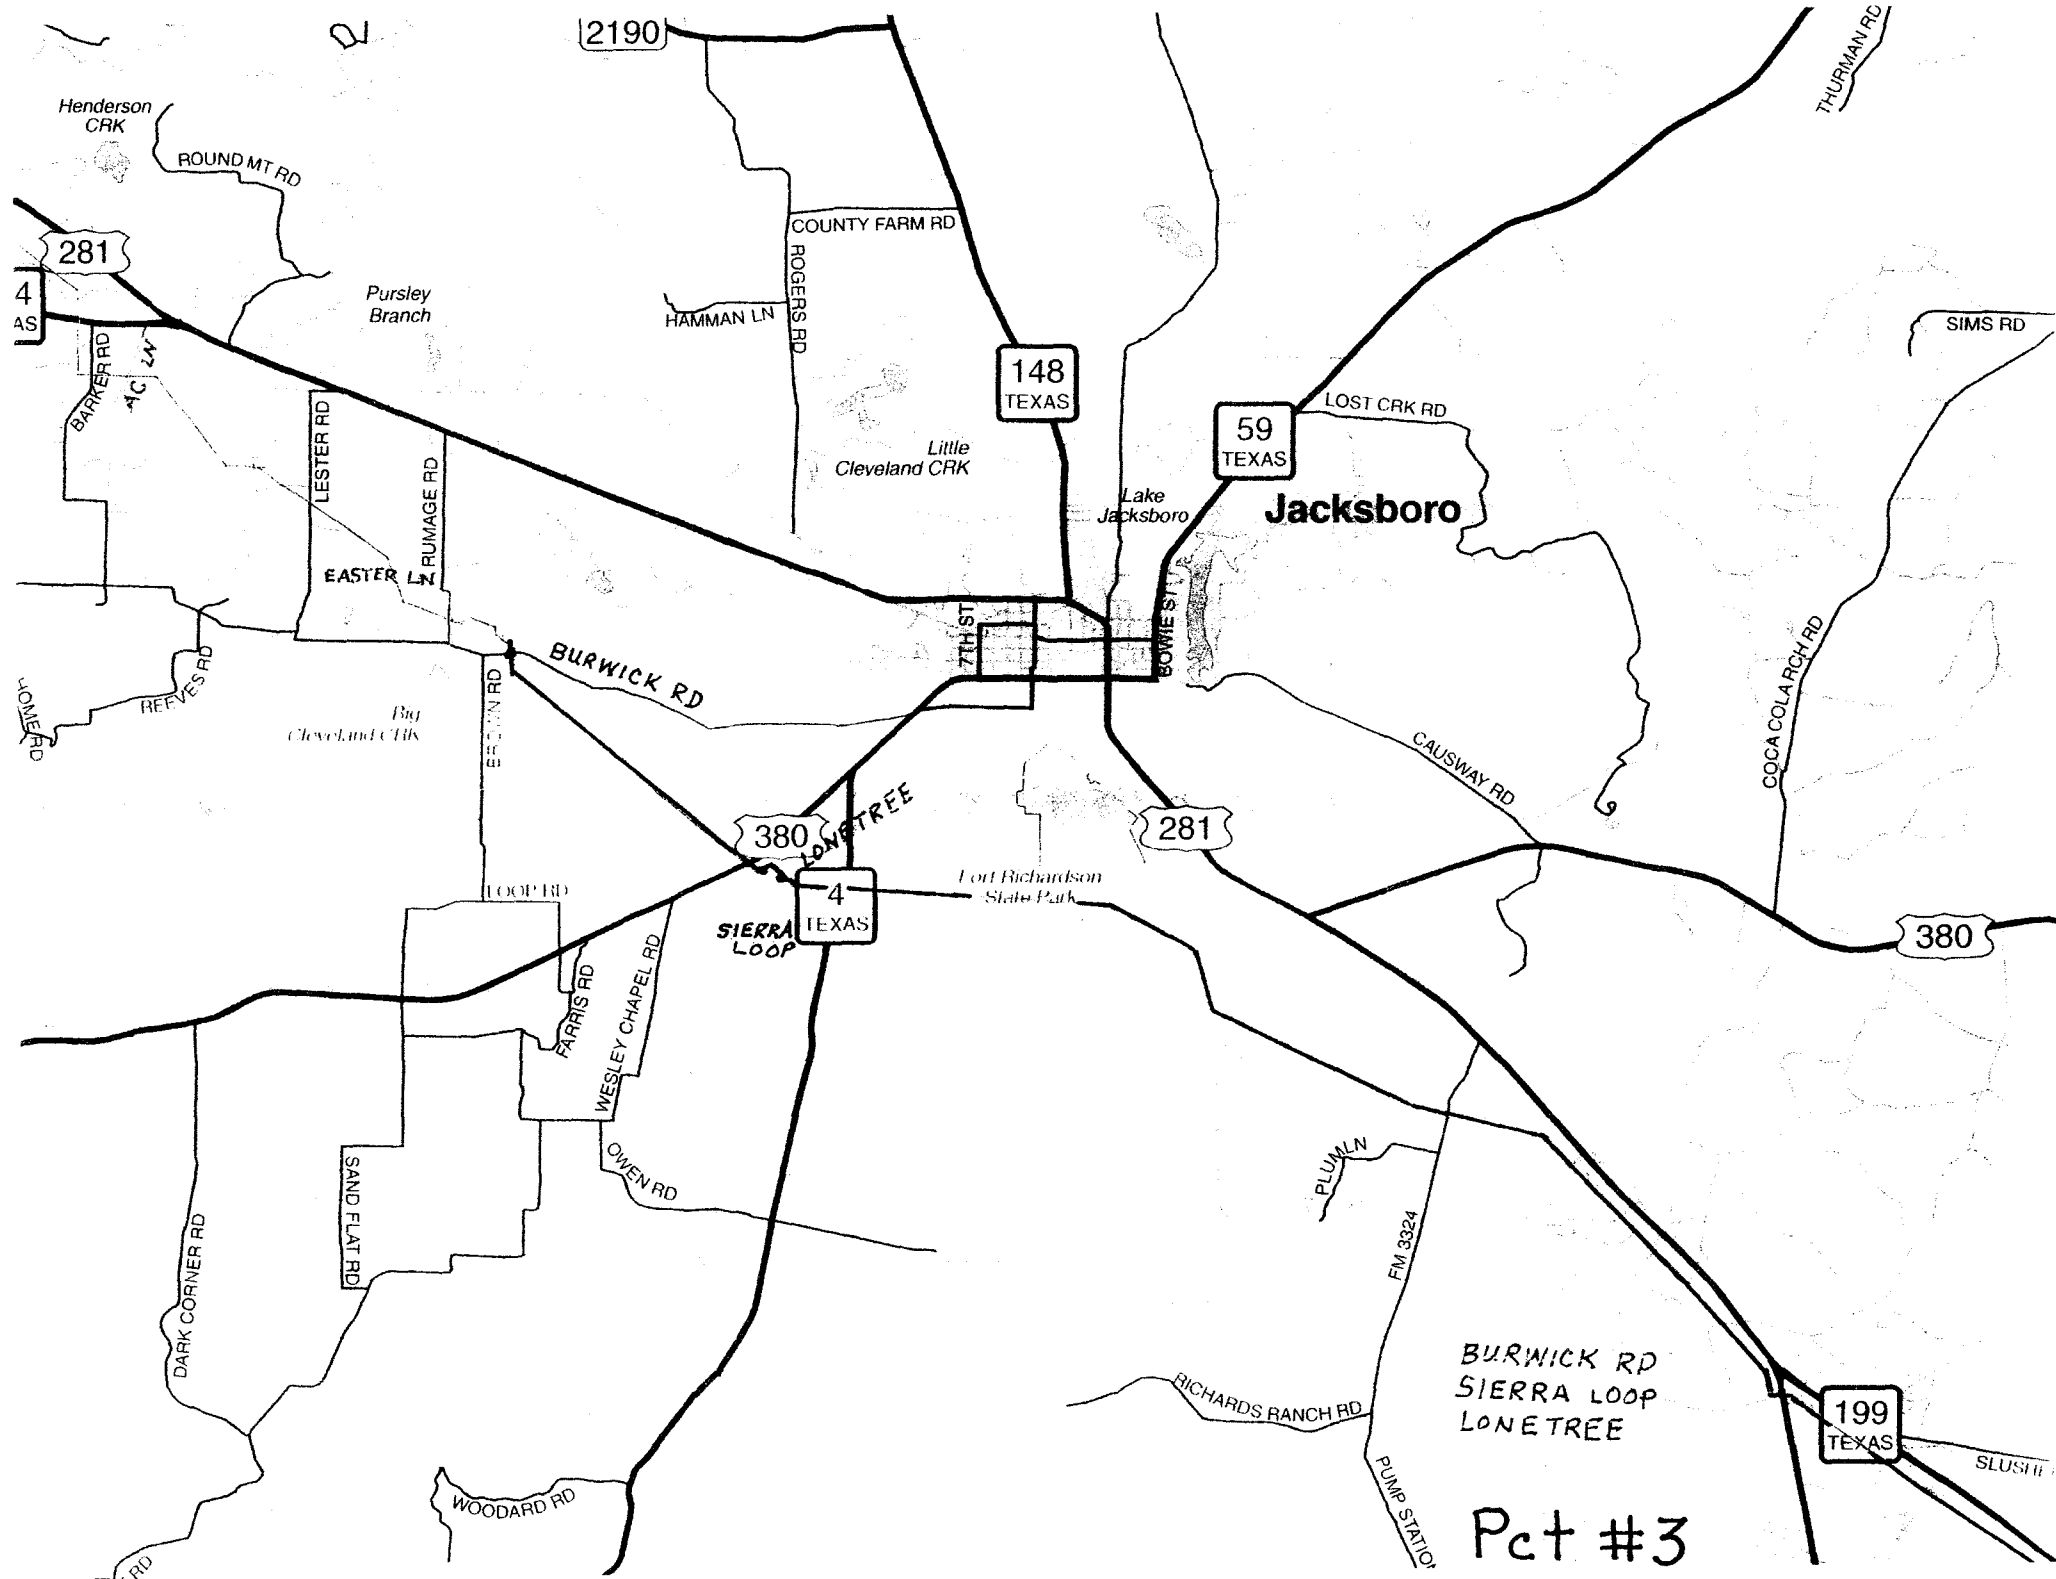 2190
THURMAN RD
Henderson
CRK
ROUND MT RD
COUNTY FARM RD
281
ROGERS RD
4
AS
Pursley
Branch
HAMMAN LN
SIMS RD
BARKER RD
AC LN
148
TEXAS
LESTER RD
LOST CRK RD
59
TEXAS
RUMAGE RD
Little
Cleveland CRK
Lake
Jacksboro
Jacksboro
EASTER LN
7TH ST
BOWIE ST
BURWICK RD
REEVES RD
BROWN RD
COCA COLA RCH RD
Big
Cleveland CRK
CAUSWAY RD
380
LONETREE
281
LOOP RD
4
TEXAS
Fort Richardson
State Park
SIERRA
LOOP
380
FARRIS RD
WESLEY CHAPEL RD
OWEN RD
PLUM LN
SAND FLAT RD
DARK CORNER RD
FM 3324
BURWICK RD
SIERRA LOOP
LONETREE
RICHARDS RANCH RD
199
TEXAS
PUMP STATION
WOODARD RD
Pct #3
RD